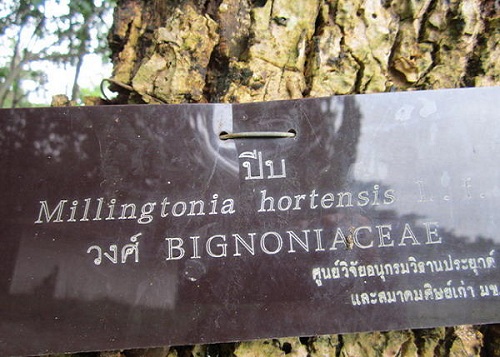 ปีบ
Millingtonia hortensis L. f.
วงศ์ BIGNONIACEAE
ศูนย์วิจัยอนุกรมวิธานประยุกต์
และสมาคมศิษย์เก่า มข